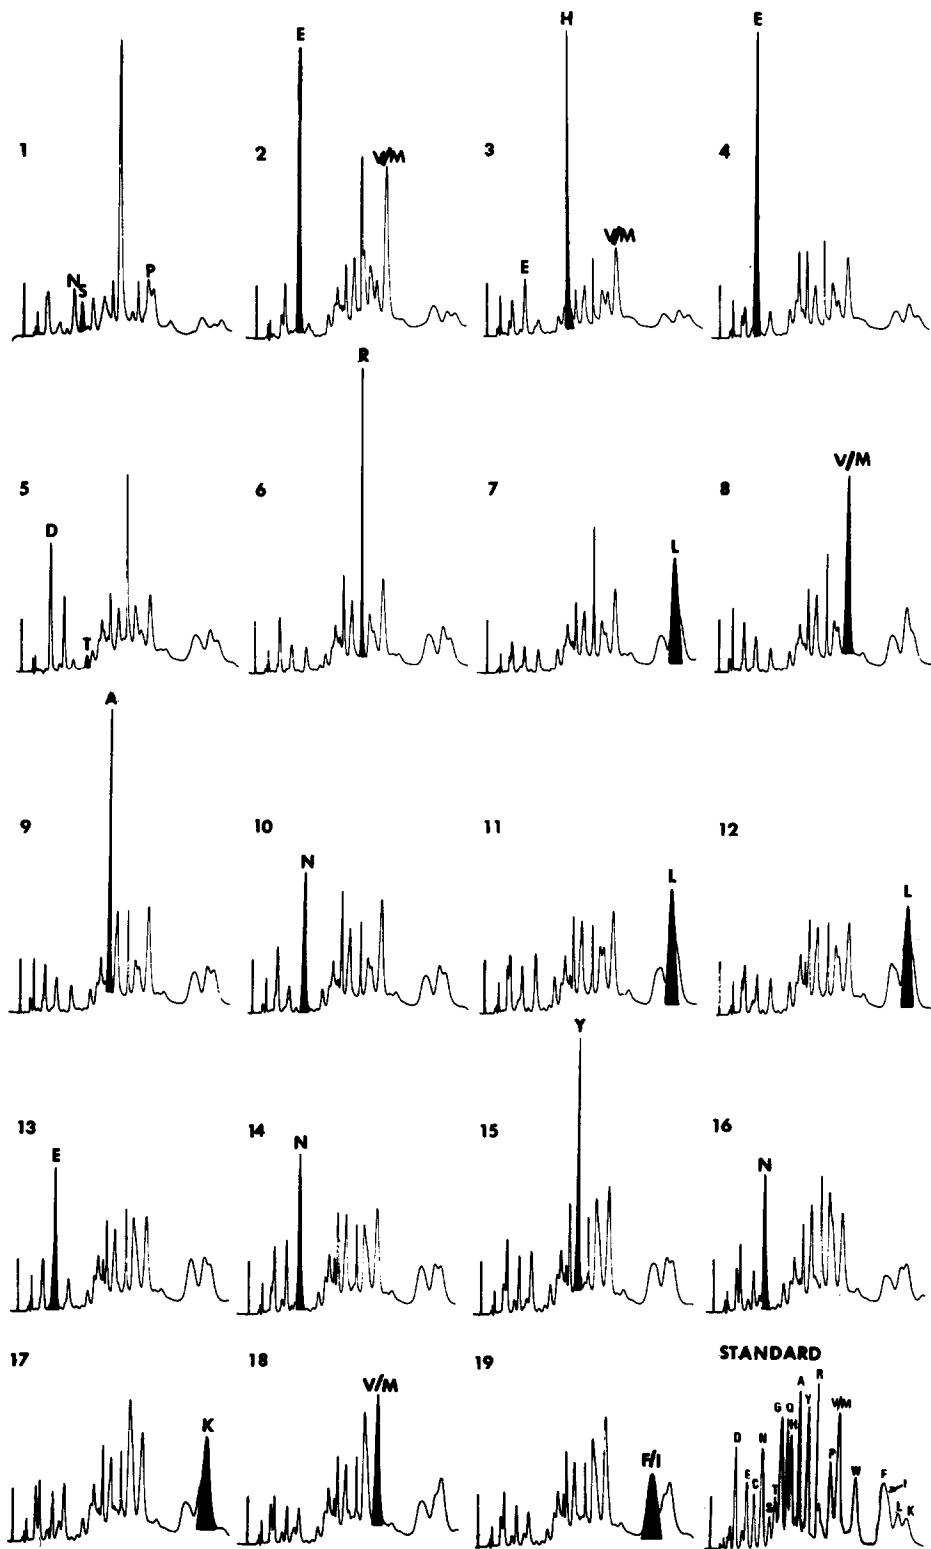 1 N S P
2 E V/M
3 E H V/M
4 E
5 D T
6 R
7 L
8 V/M
9 A
10 N
11 L
12 L
13 E
14 N
15 Y
16 N
17 K
18 V/M
19 F/I
STANDARD
D E C N S T G Q H A Y R P V/M W F I L K